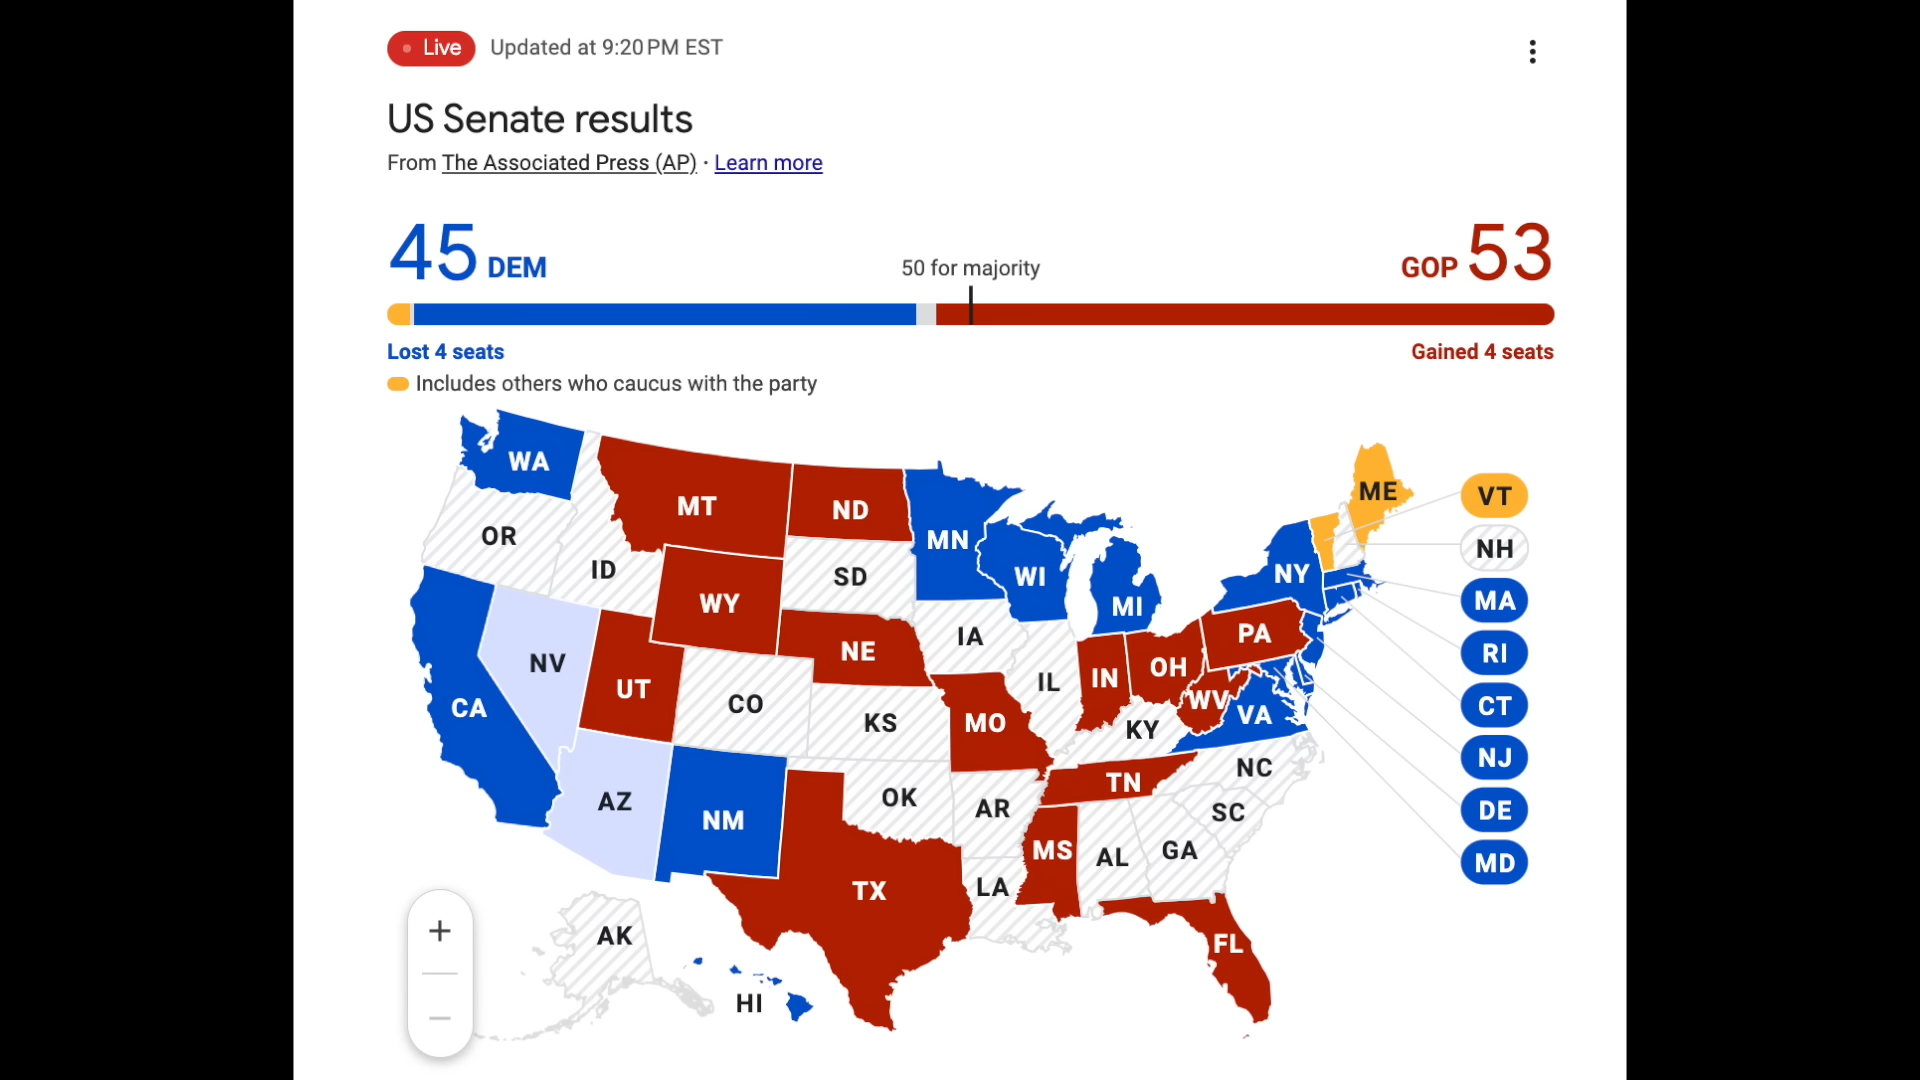 Live Updated at 9:20 PM EST
US Senate results
From The Associated Press (AP) · Learn more
45 DEM
50 for majority
GOP 53
Lost 4 seats
Gained 4 seats
Includes others who caucus with the party
WA
MT
ND
ME
VT
OR
MN
NH
ID
SD
WI
NY
MA
WY
MI
RI
NV
NE
IA
PA
CA
UT
CO
KS
MO
IL
IN
OH
WV
VA
KY
CT
AZ
NM
OK
AR
TN
NC
NJ
SC
DE
TX
LA
MS
AL
GA
MD
AK
HI
FL
+
−